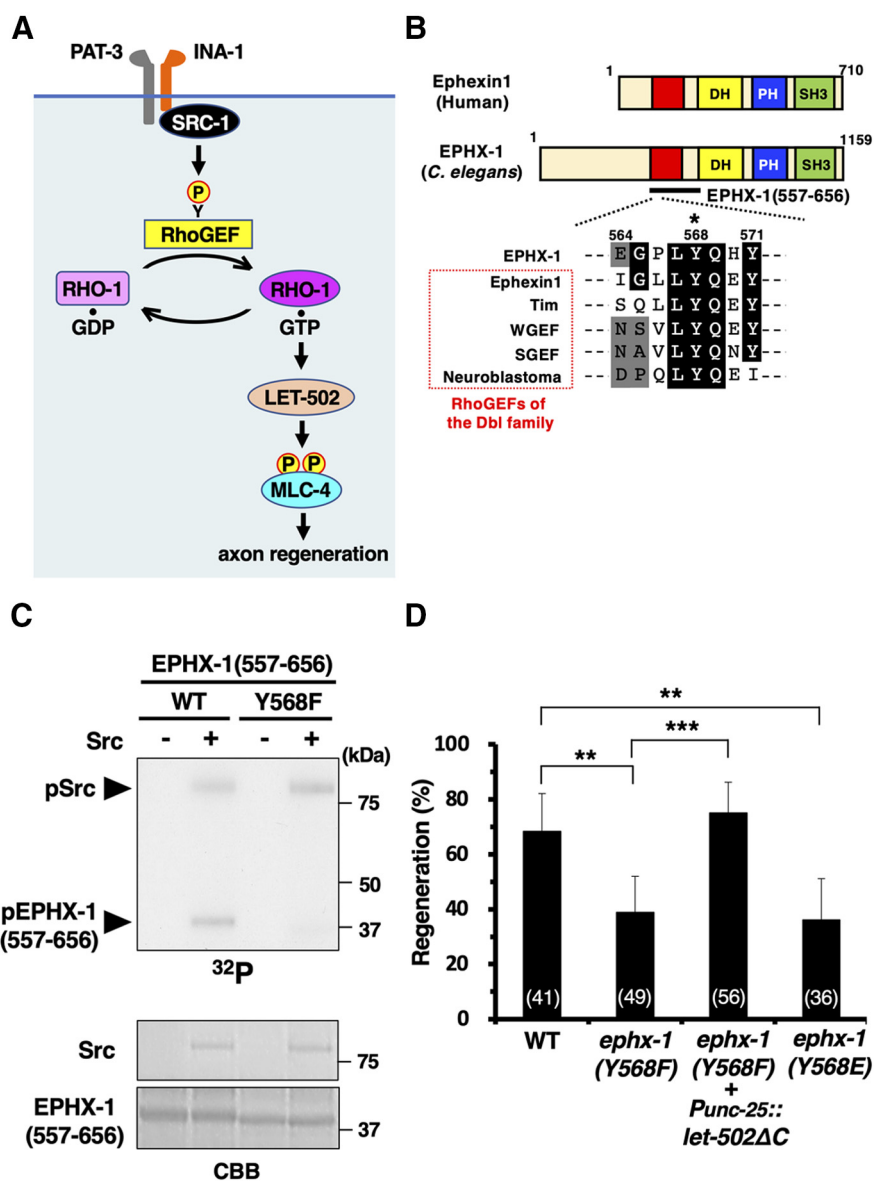 A
PAT-3 INA-1
SRC-1
P
Y
RhoGEF
RHO-1
GDP
RHO-1
GTP
LET-502
P P
MLC-4
axon regeneration
B
Ephexin1
(Human)
1 710
DH PH SH3
EPHX-1
(C. elegans)
1 1159
DH PH SH3
EPHX-1(557-656)
*
564 568 571
EPHX-1 --- E G P L Y Q H Y ---
Ephexin1 --- I G L L Y Q E Y ---
Tim --- S Q L L Y Q E Y ---
WGEF --- N S V L Y Q E Y ---
SGEF --- N A V L Y Q N Y ---
Neuroblastoma --- D P Q L Y Q E I ---
RhoGEFs of
the Dbl family
C
EPHX-1(557-656)
WT Y568F
Src - + - +
(kDa)
pSrc
75
50
pEPHX-1
(557-656)
37
32P
Src
75
EPHX-1
(557-656)
37
CBB
D
**
** ***
Regeneration (%)
100
80
60
40
20
0
(41) (49) (56) (36)
WT ephx-1 ephx-1 ephx-1
(Y568F) (Y568F) (Y568E)
+
Punc-25::
let-502ΔC